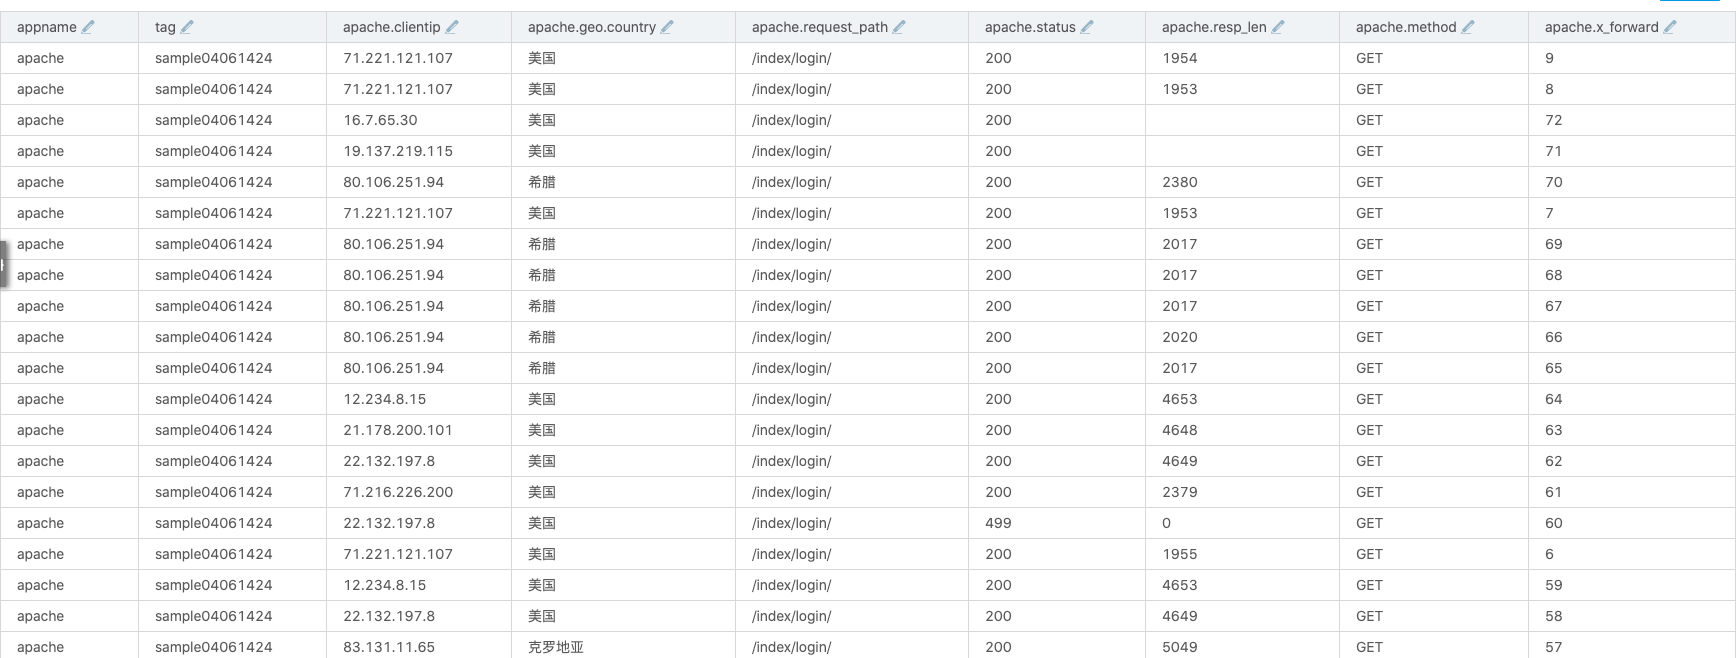 appname tag apache.clientip apache.geo.country apache.request_path apache.status apache.resp_len apache.method apache.x_forward
apache sample04061424 71.221.121.107 美国 /index/login/ 200 1954 GET 9
apache sample04061424 71.221.121.107 美国 /index/login/ 200 1953 GET 8
apache sample04061424 16.7.65.30 美国 /index/login/ 200 GET 72
apache sample04061424 19.137.219.115 美国 /index/login/ 200 GET 71
apache sample04061424 80.106.251.94 希腊 /index/login/ 200 2380 GET 70
apache sample04061424 71.221.121.107 美国 /index/login/ 200 1953 GET 7
apache sample04061424 80.106.251.94 希腊 /index/login/ 200 2017 GET 69
apache sample04061424 80.106.251.94 希腊 /index/login/ 200 2017 GET 68
apache sample04061424 80.106.251.94 希腊 /index/login/ 200 2017 GET 67
apache sample04061424 80.106.251.94 希腊 /index/login/ 200 2020 GET 66
apache sample04061424 80.106.251.94 希腊 /index/login/ 200 2017 GET 65
apache sample04061424 12.234.8.15 美国 /index/login/ 200 4653 GET 64
apache sample04061424 21.178.200.101 美国 /index/login/ 200 4648 GET 63
apache sample04061424 22.132.197.8 美国 /index/login/ 200 4649 GET 62
apache sample04061424 71.216.226.200 美国 /index/login/ 200 2379 GET 61
apache sample04061424 22.132.197.8 美国 /index/login/ 499 0 GET 60
apache sample04061424 71.221.121.107 美国 /index/login/ 200 1955 GET 6
apache sample04061424 12.234.8.15 美国 /index/login/ 200 4653 GET 59
apache sample04061424 22.132.197.8 美国 /index/login/ 200 4649 GET 58
apache sample04061424 83.131.11.65 克罗地亚 /index/login/ 200 5049 GET 57